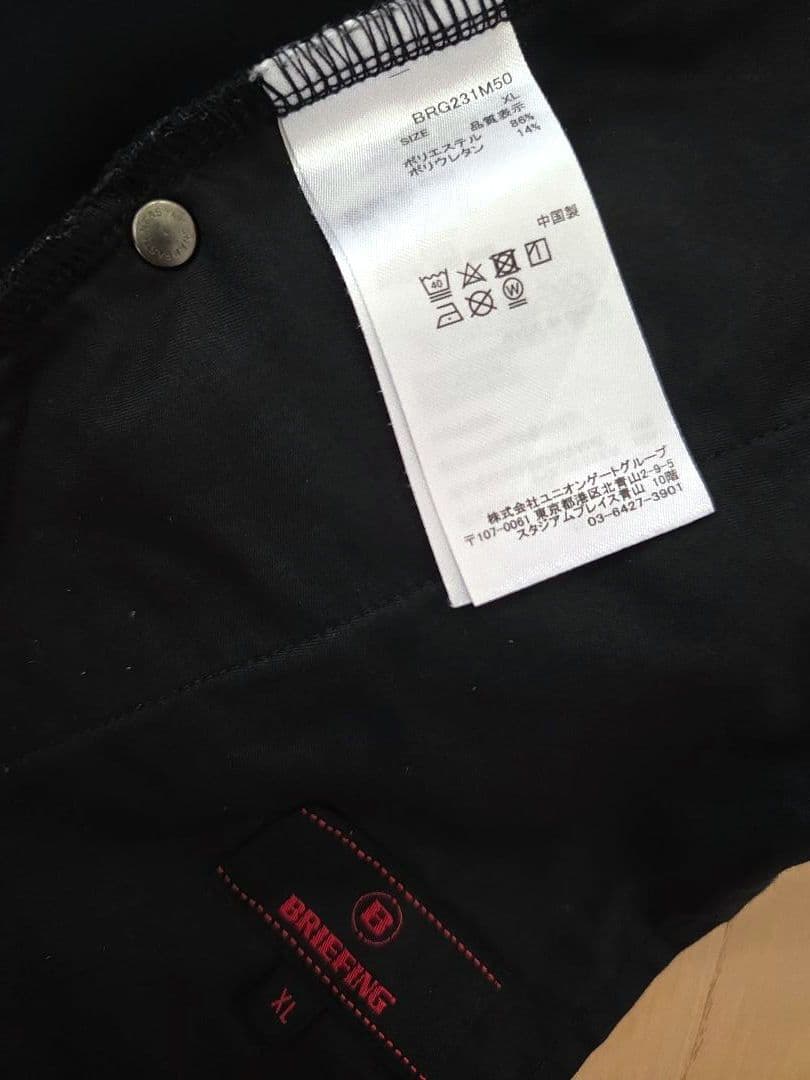 BRG231M50
SIZE XL
品質表示
ポリエステル 86%
ポリウレタン 14%
中国製
40
W
株式会社ユニオンゲートグループ
〒107-0061 東京都港区北青山2-9-5
スタジアムプレイス青山 10階
03-6427-3901
B
BRIEFING
XL